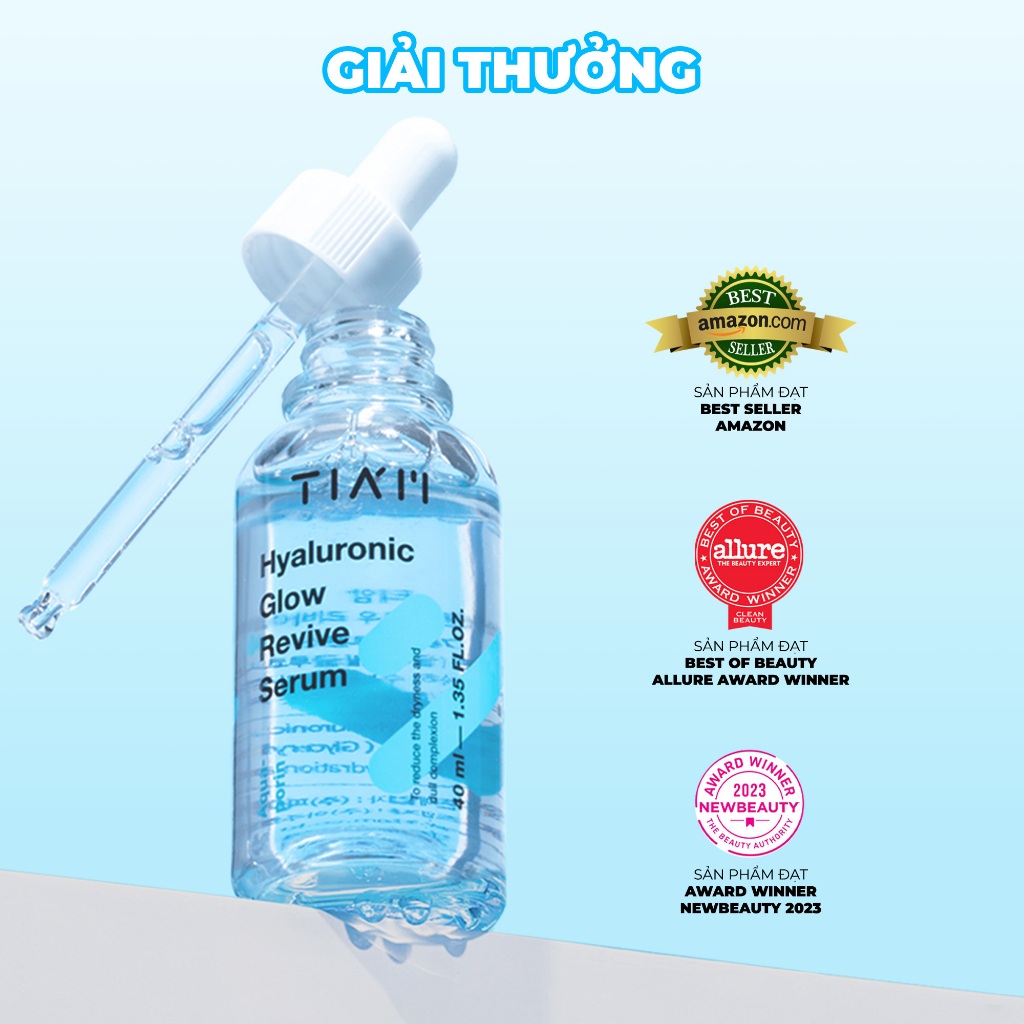 GIẢI THƯỞNG
TIA'M
Hyaluronic
Glow
Revive
Serum
To reduce the dryness and
dull complexion
40 ml — 1.35 FL.OZ.
Aqua-
porin
BEST
amazon.com
SELLER
SẢN PHẨM ĐẠT
BEST SELLER
AMAZON
BEST OF BEAUTY
allure
THE BEAUTY EXPERT
AWARD WINNER
CLEAN
BEAUTY
SẢN PHẨM ĐẠT
BEST OF BEAUTY
ALLURE AWARD WINNER
AWARD WINNER
2023
NEWBEAUTY
THE BEAUTY AUTHORITY
SẢN PHẨM ĐẠT
AWARD WINNER
NEWBEAUTY 2023